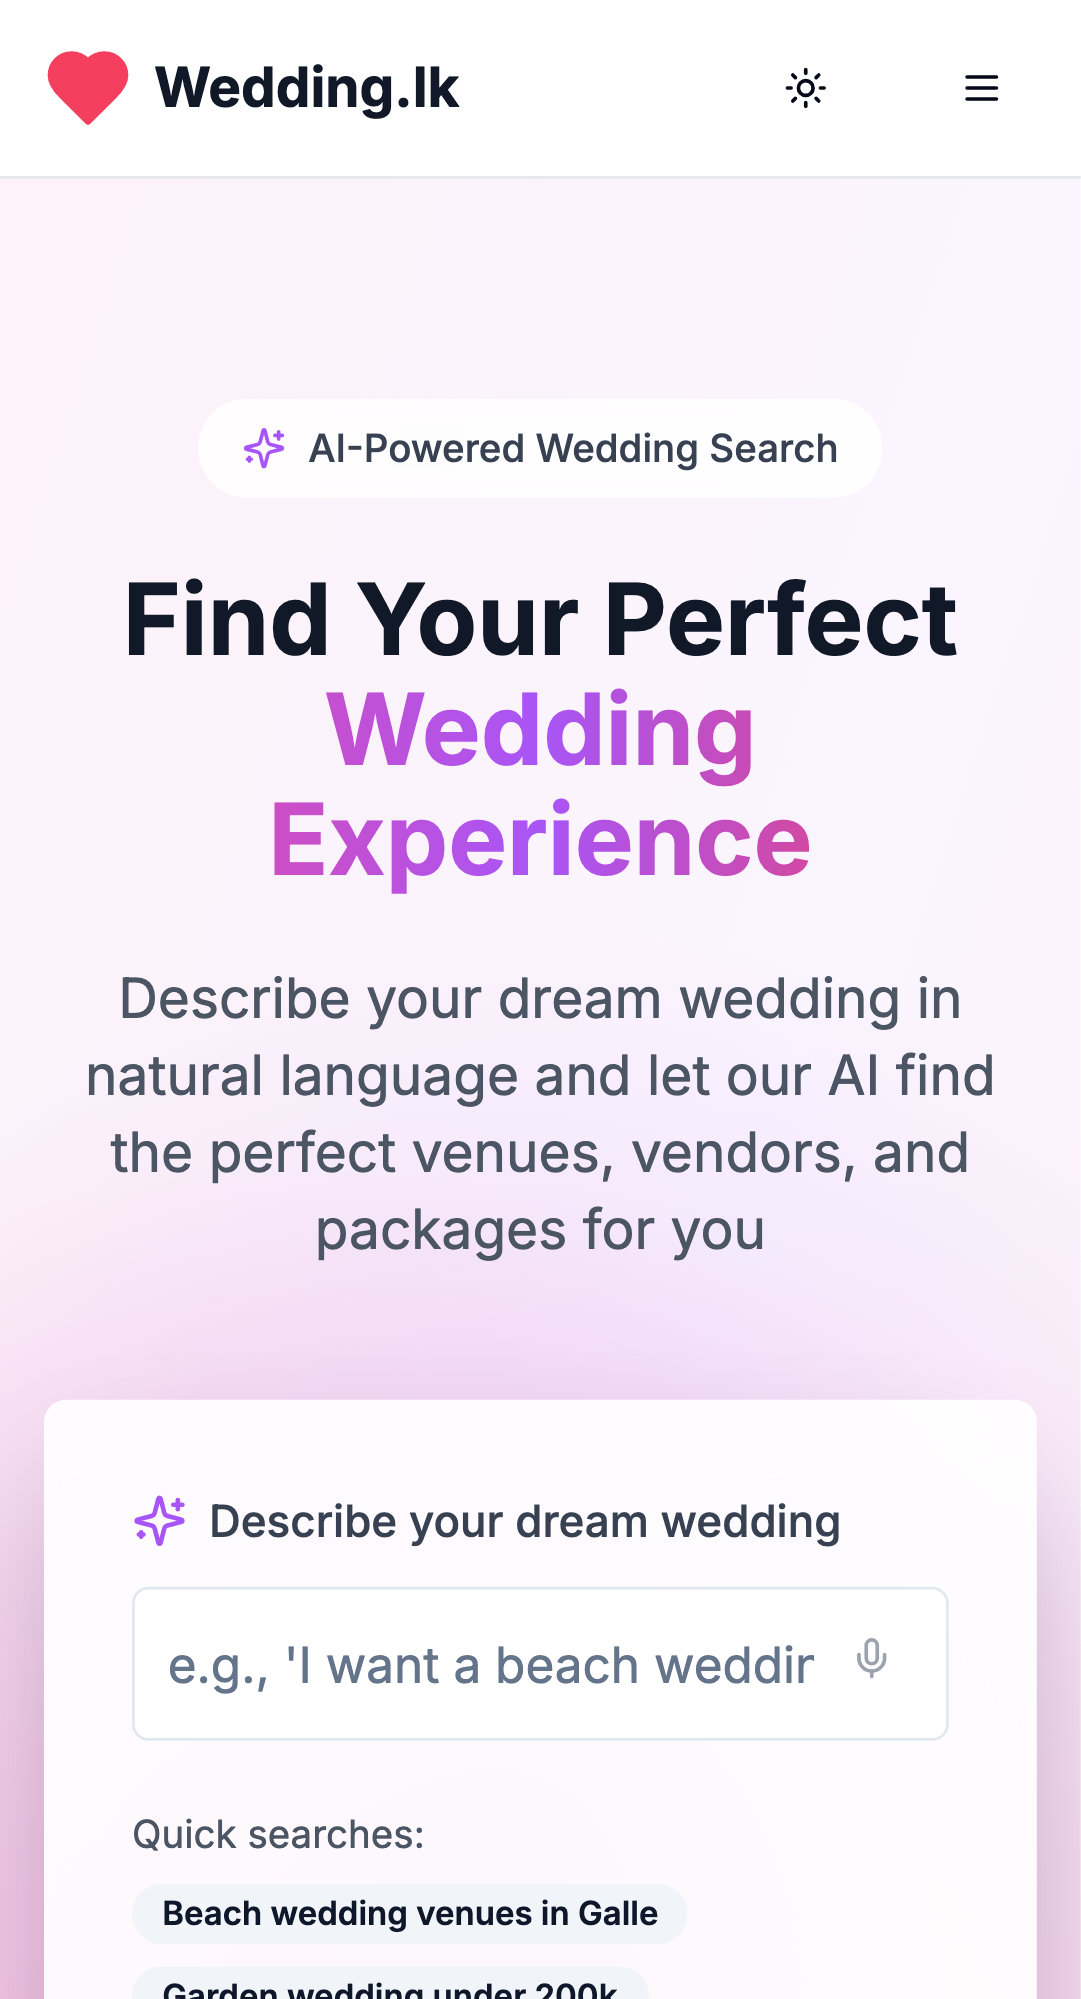 Wedding.lk
AI-Powered Wedding Search
Find Your Perfect
Wedding
Experience
Describe your dream wedding in
natural language and let our AI find
the perfect venues, vendors, and
packages for you
Describe your dream wedding
e.g., 'I want a beach weddin
Quick searches:
Beach wedding venues in Galle
Garden wedding under 200k